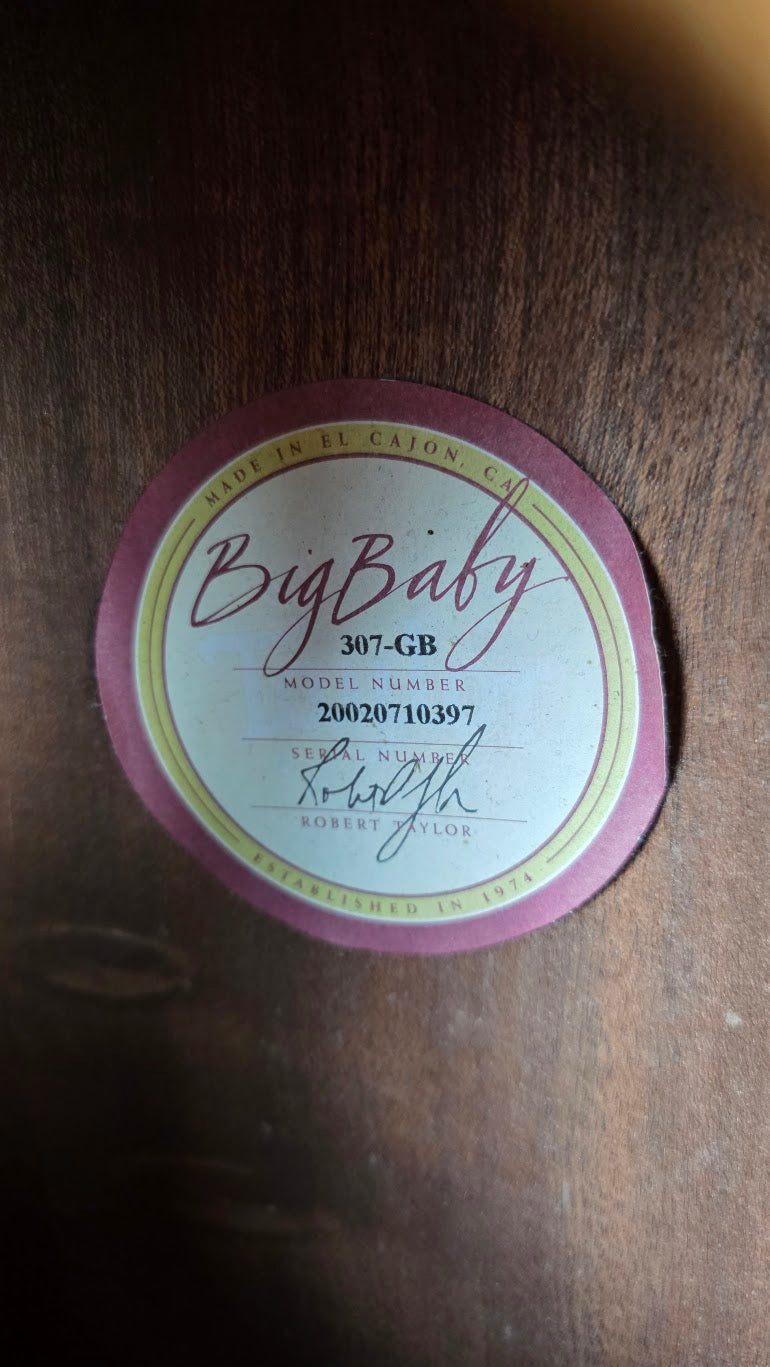 MADE IN EL CAJON, CA
BigBaby
307-GB
MODEL NUMBER
20020710397
SERIAL NUMBER
ROBERT TAYLOR
ESTABLISHED IN 1974